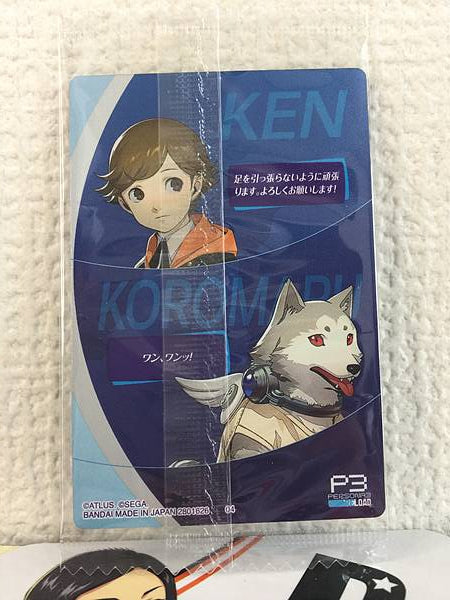 KEN
足を引っ張らないように頑張
ります。よろしくお願いします!
KOROMARU
ワン、ワンッ!
P3
PERSONA3
RELOAD
©ATLUS ©SEGA
BANDAI MADE IN JAPAN 2801626 04